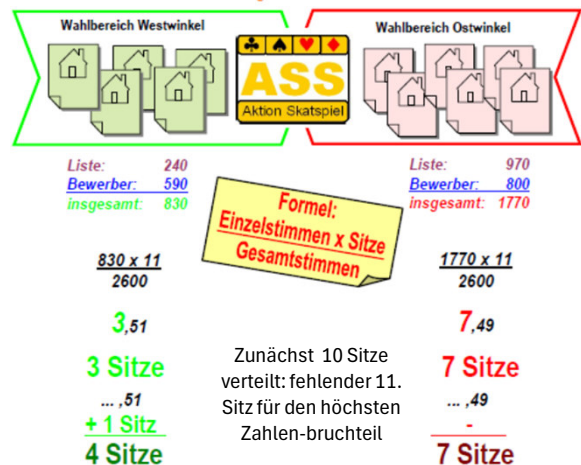 Wahlbereich Westwinkel
Wahlbereich Ostwinkel
ASS
Aktion Skatspiel
Liste: 240
Bewerber: 590
insgesamt: 830
Liste: 970
Bewerber: 800
insgesamt: 1770
Formel:
Einzelstimmen x Sitze
Gesamtstimmen
830 x 11
2600
1770 x 11
2600
3,51
7,49
3 Sitze
7 Sitze
Zunächst 10 Sitze
verteilt: fehlender 11.
Sitz für den höchsten
Zahlen-bruchteil
... ,51
+ 1 Sitz
4 Sitze
... ,49
-
7 Sitze